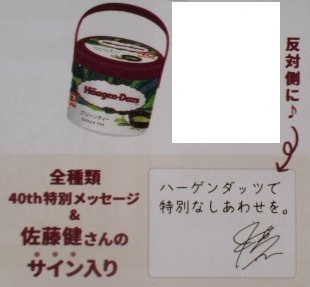 Häagen-Dazs
グリーンティー
GREEN TEA
反対側に♪
全種類
40th特別メッセージ
&
佐藤健さんの
サイン入り
ハーゲンダッツで
特別なしあわせを。